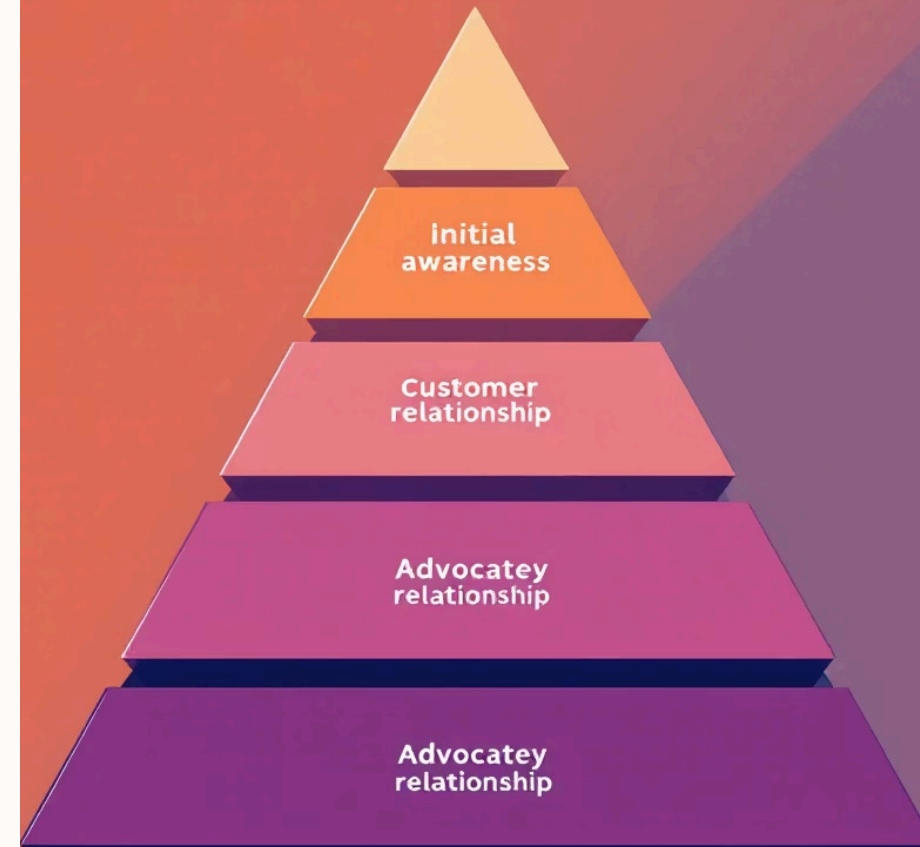 initial
awareness
Customer
relationship
Advocatey
relationship
Advocatey
relationship